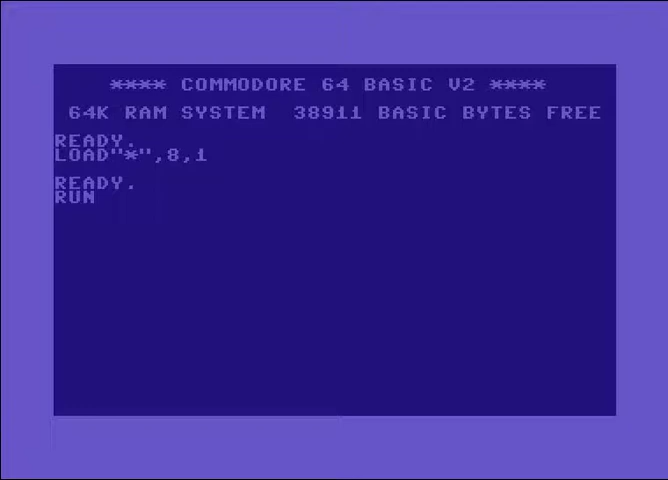 **** COMMODORE 64 BASIC V2 ****
64K RAM SYSTEM  38911 BASIC BYTES FREE
READY.
LOAD"*",8,1
READY.
RUN